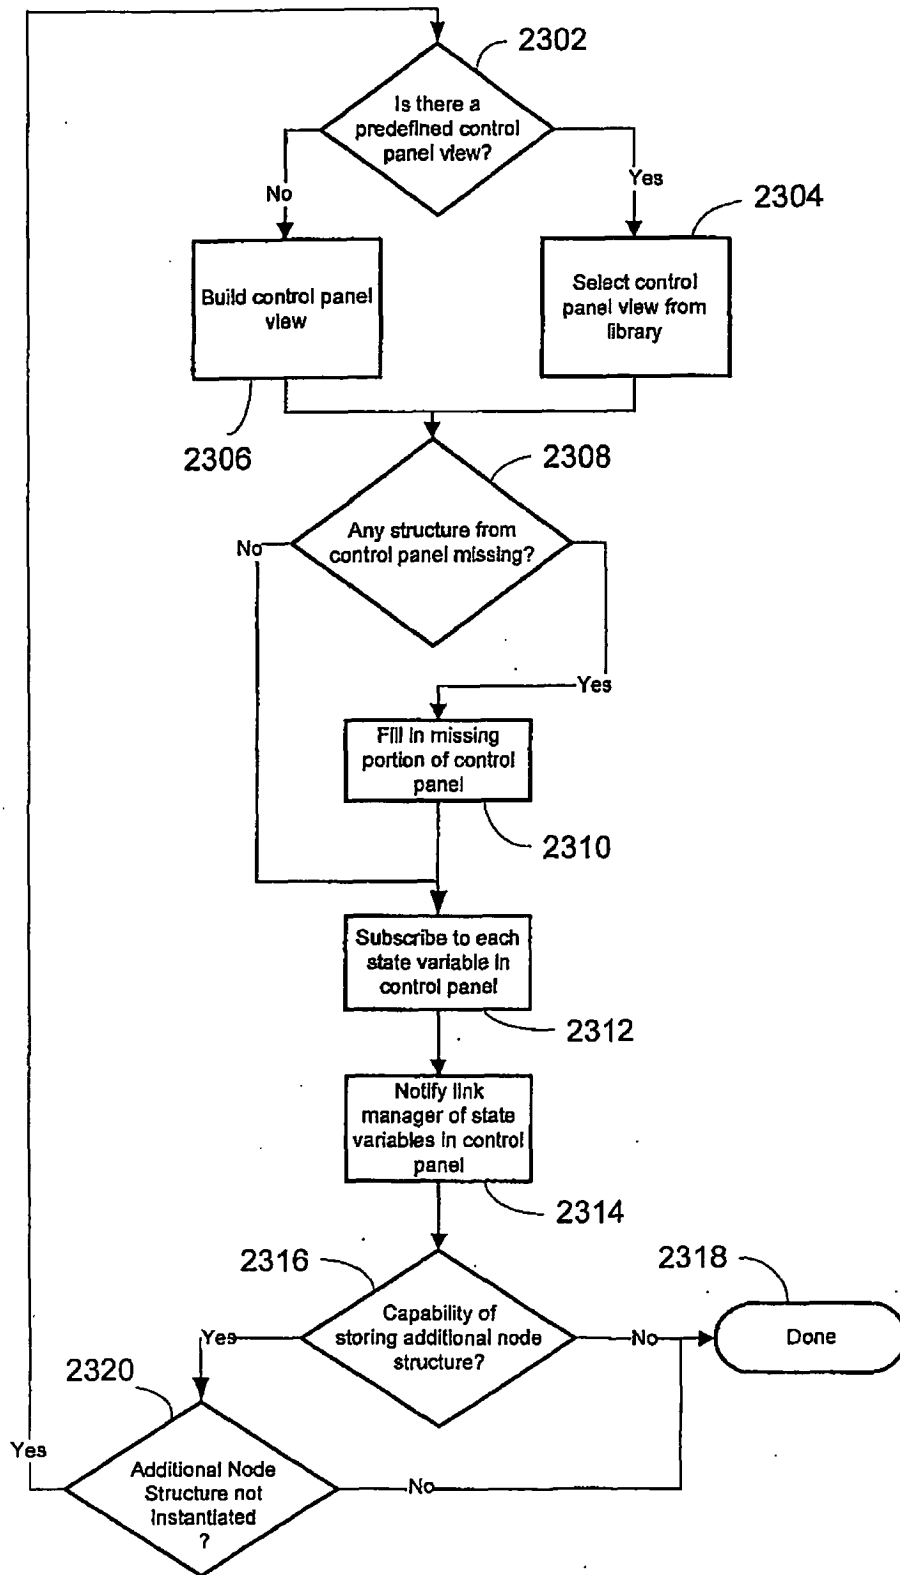 2302
Is there a
predefined control
panel view?
No
Yes
2304
Build control panel
view
Select control
panel view from
library
2306
2308
Any structure from
control panel missing?
No
Yes
Fill in missing
portion of control
panel
2310
Subscribe to each
state variable in
control panel
2312
Notify link
manager of state
variables in control
panel
2314
2316
2318
Capability of
storing additional node
structure?
Yes
No
Done
2320
Yes
Additional Node
Structure not
Instantiated
?
No